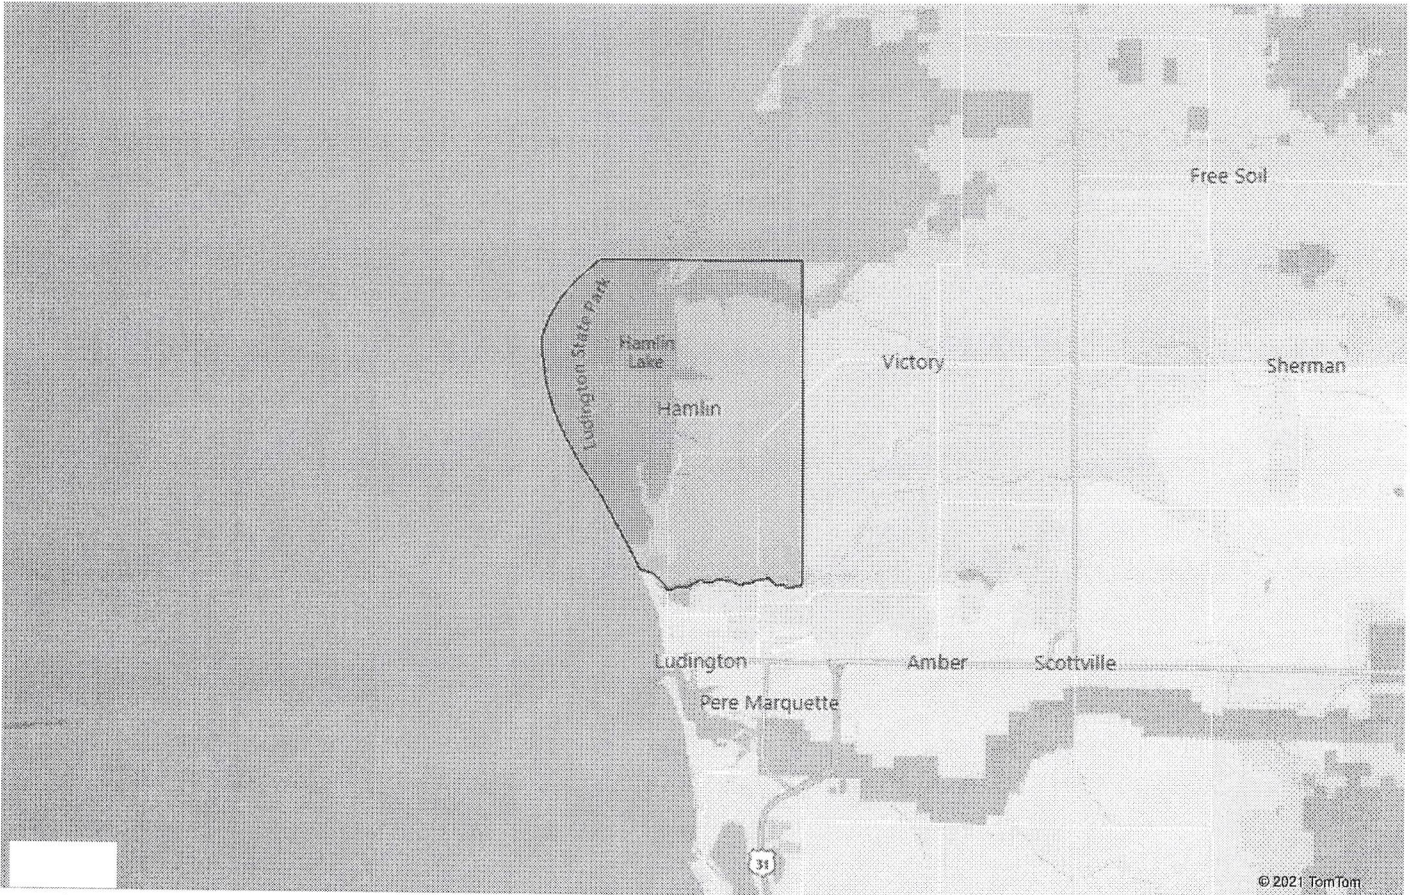 Free Soil
Ludington State Park
Hamlin
Lake
Victory
Sherman
Hamlin
Ludington
Amber
Scottville
Pere Marquette
31
© 2021 TomTom